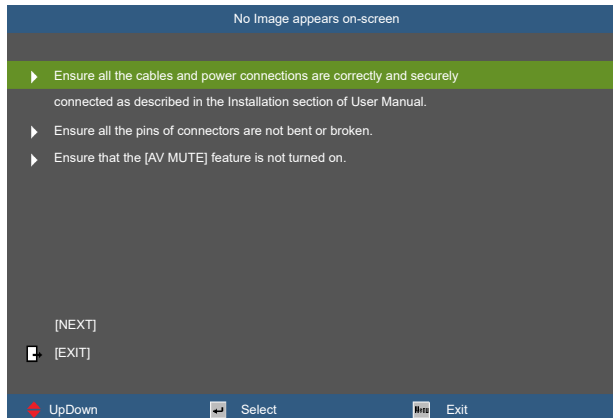 No Image appears on-screen
Ensure all the cables and power connections are correctly and securely
connected as described in the Installation section of User Manual.
Ensure all the pins of connectors are not bent or broken.
Ensure that the [AV MUTE] feature is not turned on.
[NEXT]
[EXIT]
UpDown Select Menu Exit